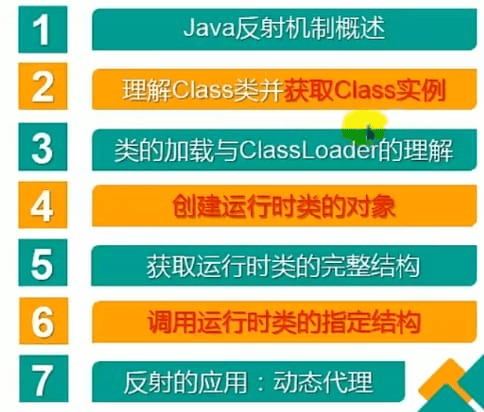 1 Java反射机制概述
2 理解Class类并获取Class实例
3 类的加载与ClassLoader的理解
4 创建运行时类的对象
5 获取运行时类的完整结构
6 调用运行时类的指定结构
7 反射的应用：动态代理